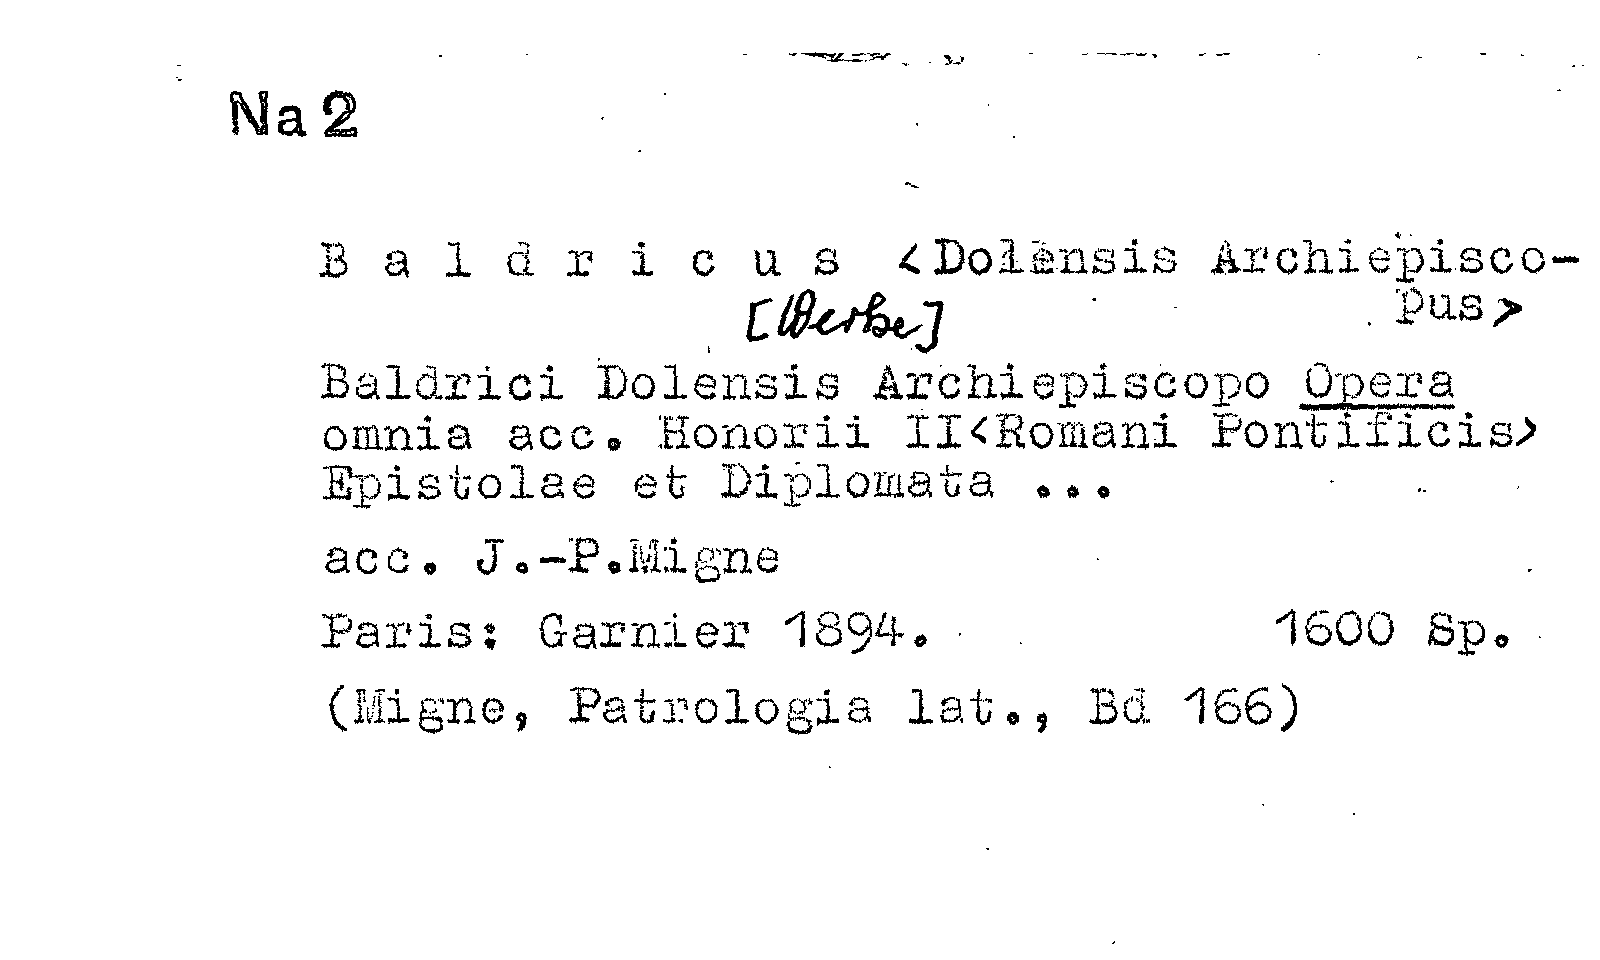 Na 2
B a l d r i c u s <Dolensis Archiepisco-
pus>
[Werke]
Baldrici Dolensis Archiepiscopo Opera
omnia acc. Honorii II<Romani Pontificis>
Epistolae et Diplomata ...
acc. J.-P.Migne
Paris: Garnier 1894. 1600 Sp.
(Migne, Patrologia lat., Bd 166)